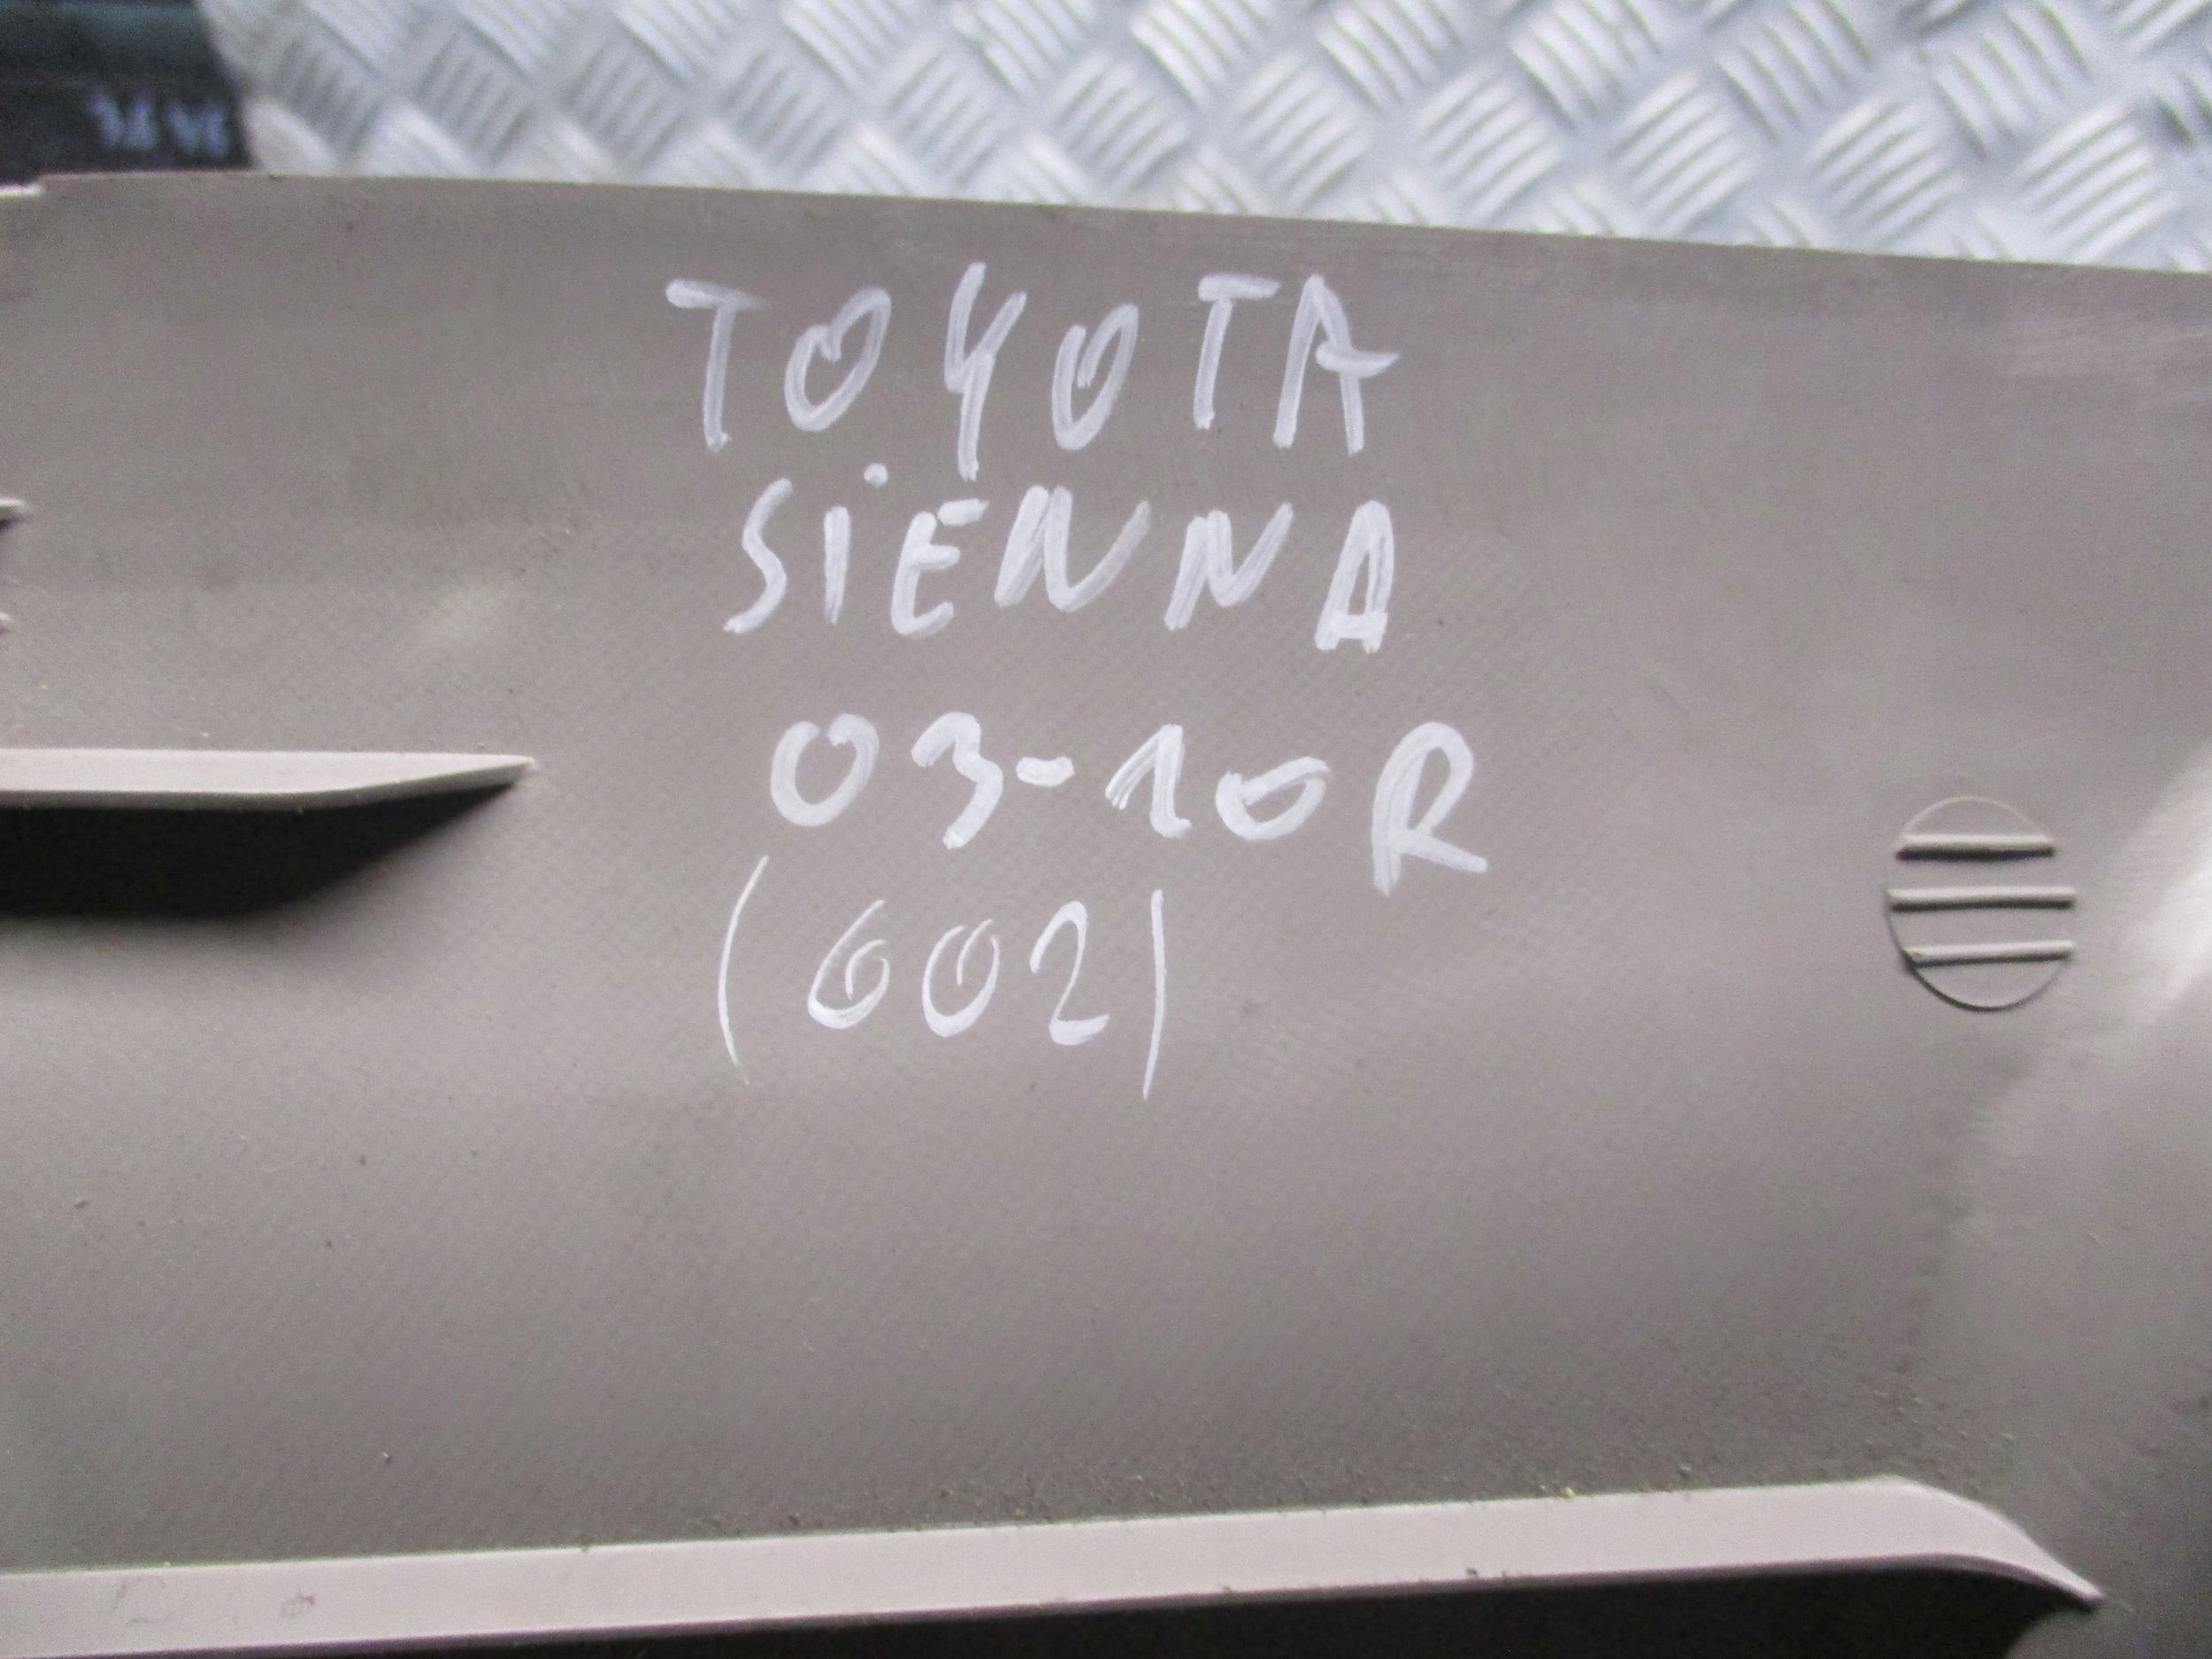 TOYOTA
SiENNA
03-10R
(602)